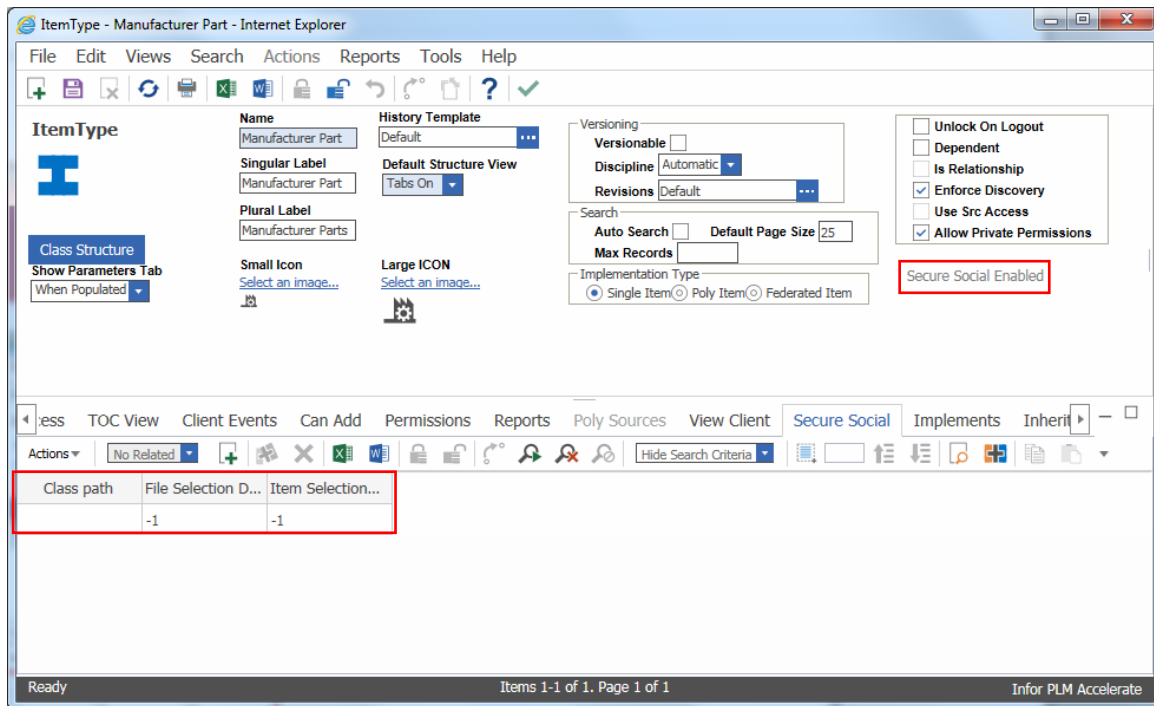 ItemType - Manufacturer Part - Internet Explorer
File Edit Views Search Actions Reports Tools Help
ItemType
Class Structure
Show Parameters Tab
When Populated
Name
Manufacturer Part
Singular Label
Manufacturer Part
Plural Label
Manufacturer Parts
Small Icon
Select an image...
History Template
Default
Default Structure View
Tabs On
Large ICON
Select an image...
Versioning
Versionable
Discipline Automatic
Revisions Default
Search
Auto Search Default Page Size 25
Max Records
Implementation Type
Single Item Poly Item Federated Item
Unlock On Logout
Dependent
Is Relationship
Enforce Discovery
Use Src Access
Allow Private Permissions
Secure Social Enabled
:ess TOC View Client Events Can Add Permissions Reports Poly Sources View Client Secure Social Implements Inherit
Actions No Related Hide Search Criteria
Class path File Selection D... Item Selection...
-1 -1
Ready Items 1-1 of 1. Page 1 of 1 Infor PLM Accelerate